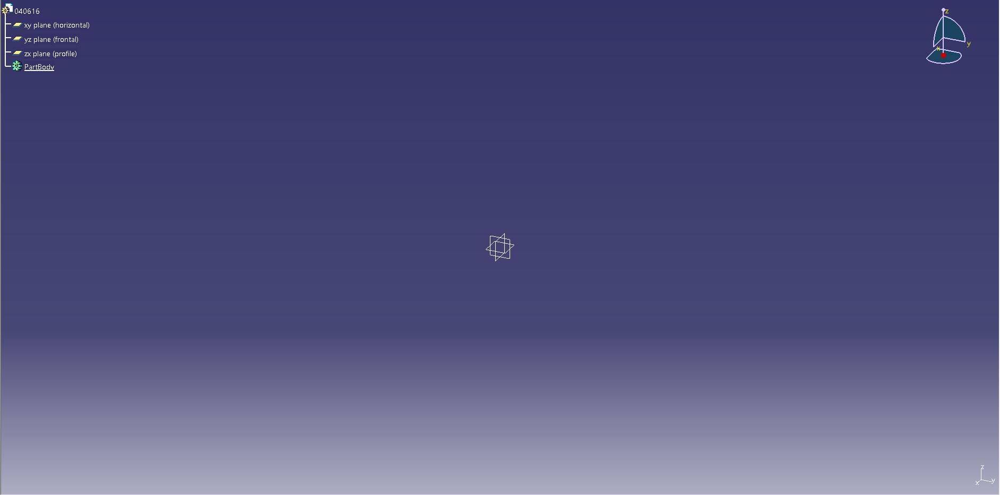 040616
xy plane (horizontal)
yz plane (frontal)
zx plane (profile)
PartBody
z
y
x
z
y
x